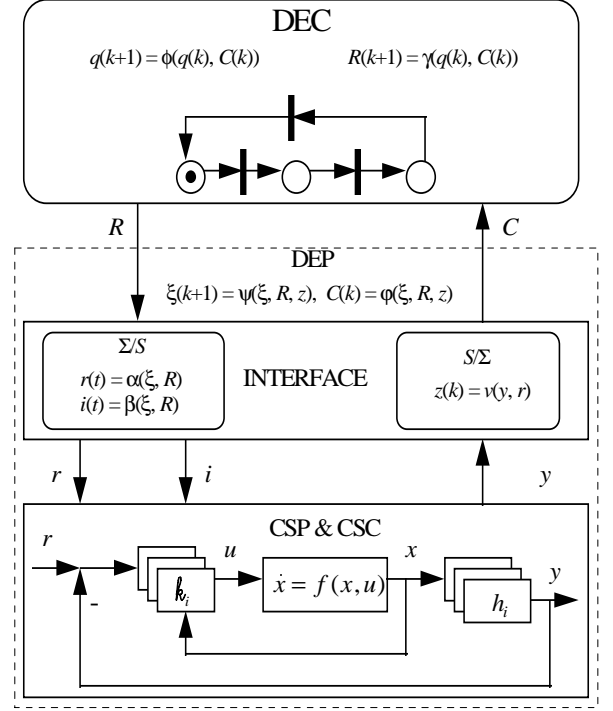 DEC
q(k+1) = ϕ(q(k), C(k)) R(k+1) = γ(q(k), C(k))
R C
DEP
ξ(k+1) = ψ(ξ, R, z), C(k) = φ(ξ, R, z)
Σ/S S/Σ
r(t) = α(ξ, R) INTERFACE z(k) = ν(y, r)
i(t) = β(ξ, R)
r i y
CSP & CSC
r u x y
- k_i ẋ = f(x, u) h_i